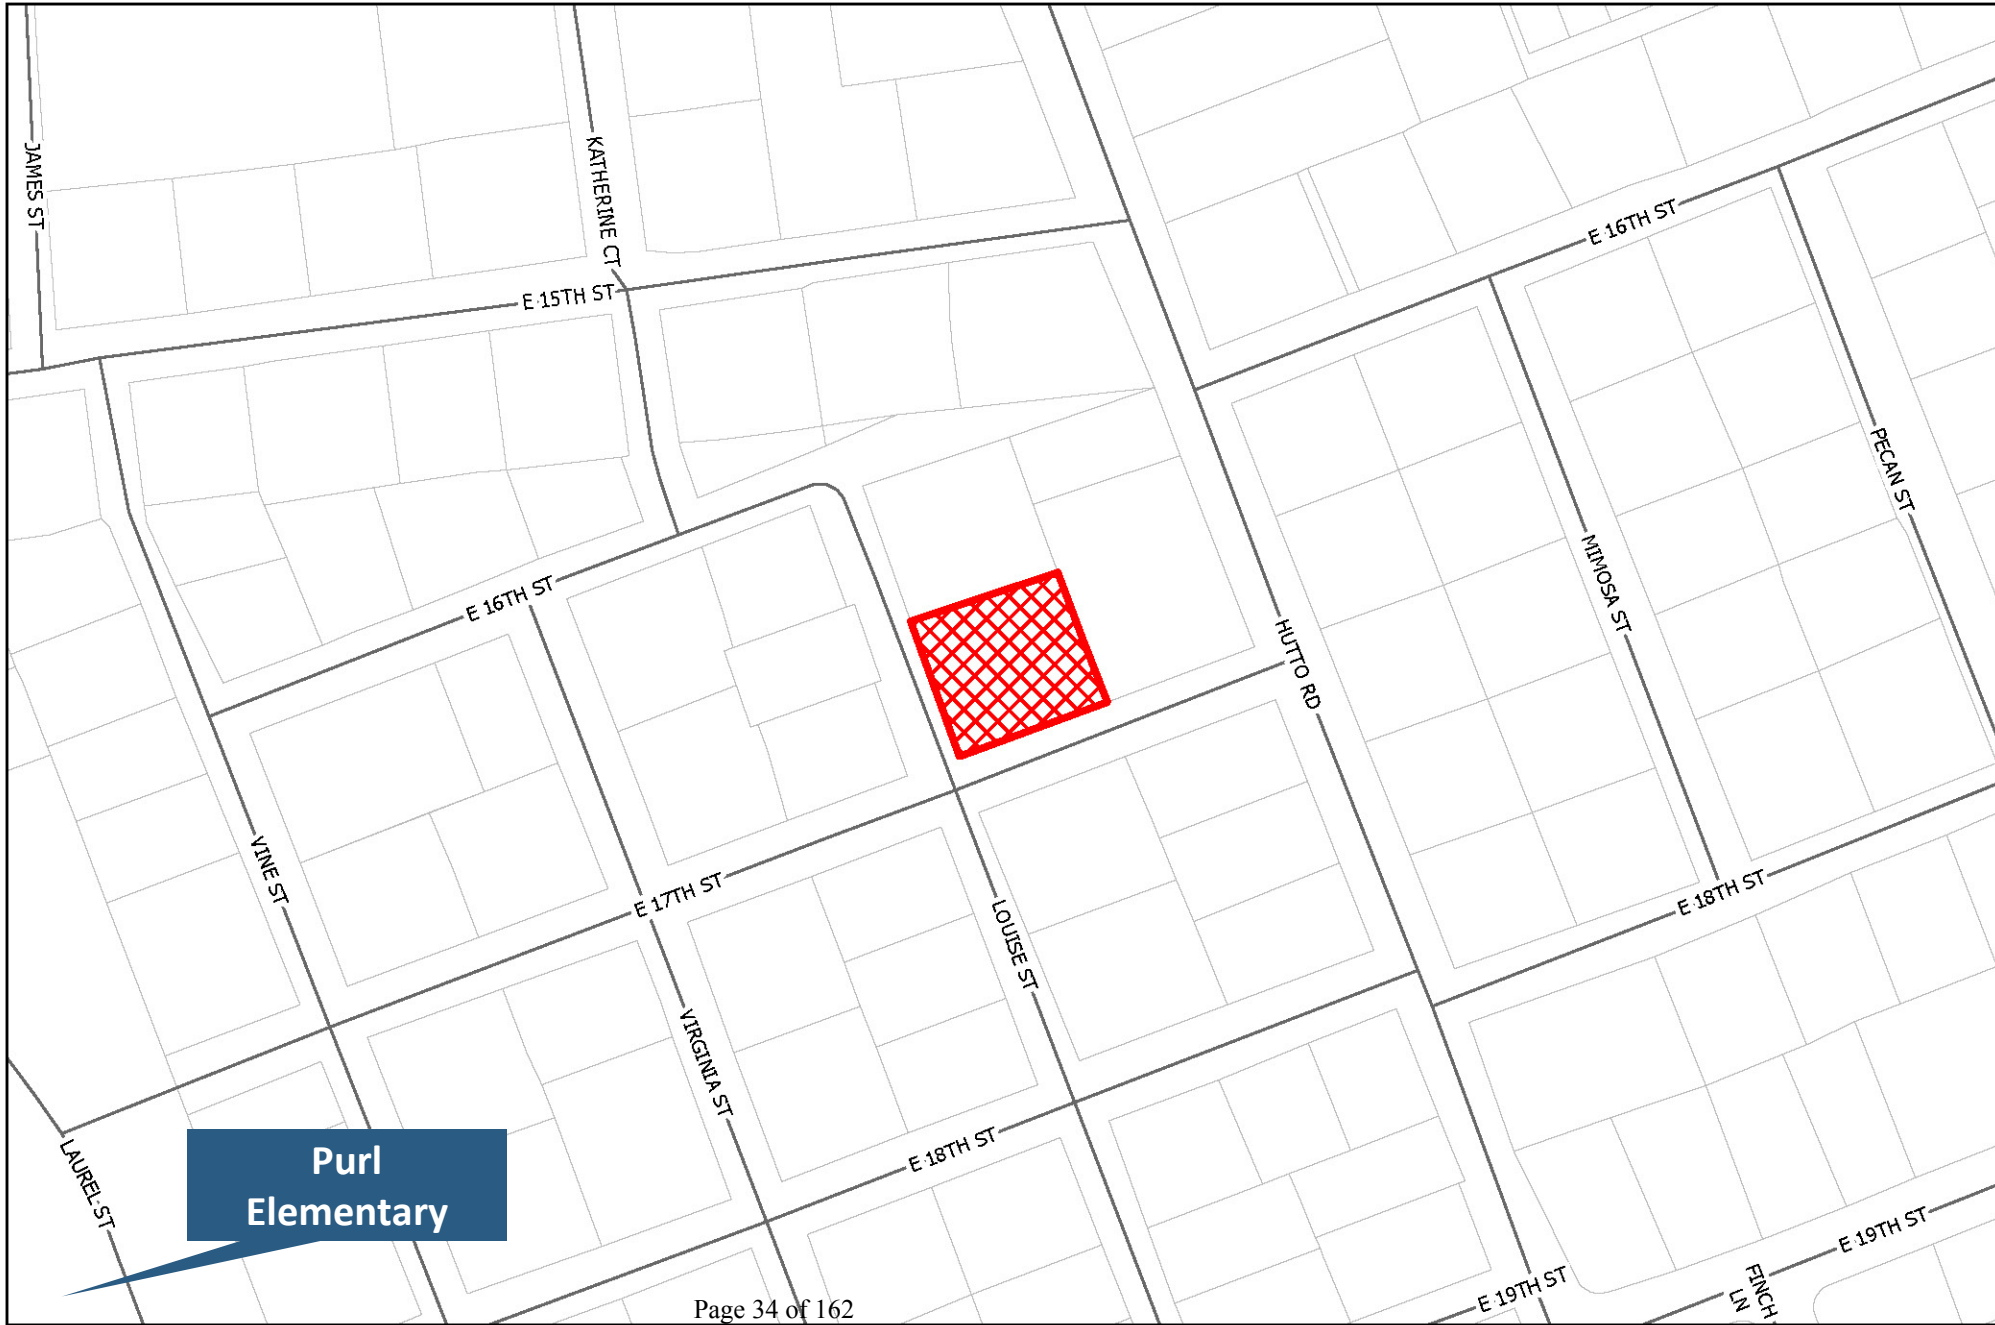 JAMES ST
KATHERINE CT
E 15TH ST
E 16TH ST
PECAN ST
MIMOSA ST
E 16TH ST
HUTTO RD
VINE ST
E 17TH ST
E 18TH ST
LOUISE ST
VIRGINIA ST
E 18TH ST
LAUREL ST
Purl
Elementary
E 19TH ST
E 19TH ST
FINCH
LN
Page 34 of 162